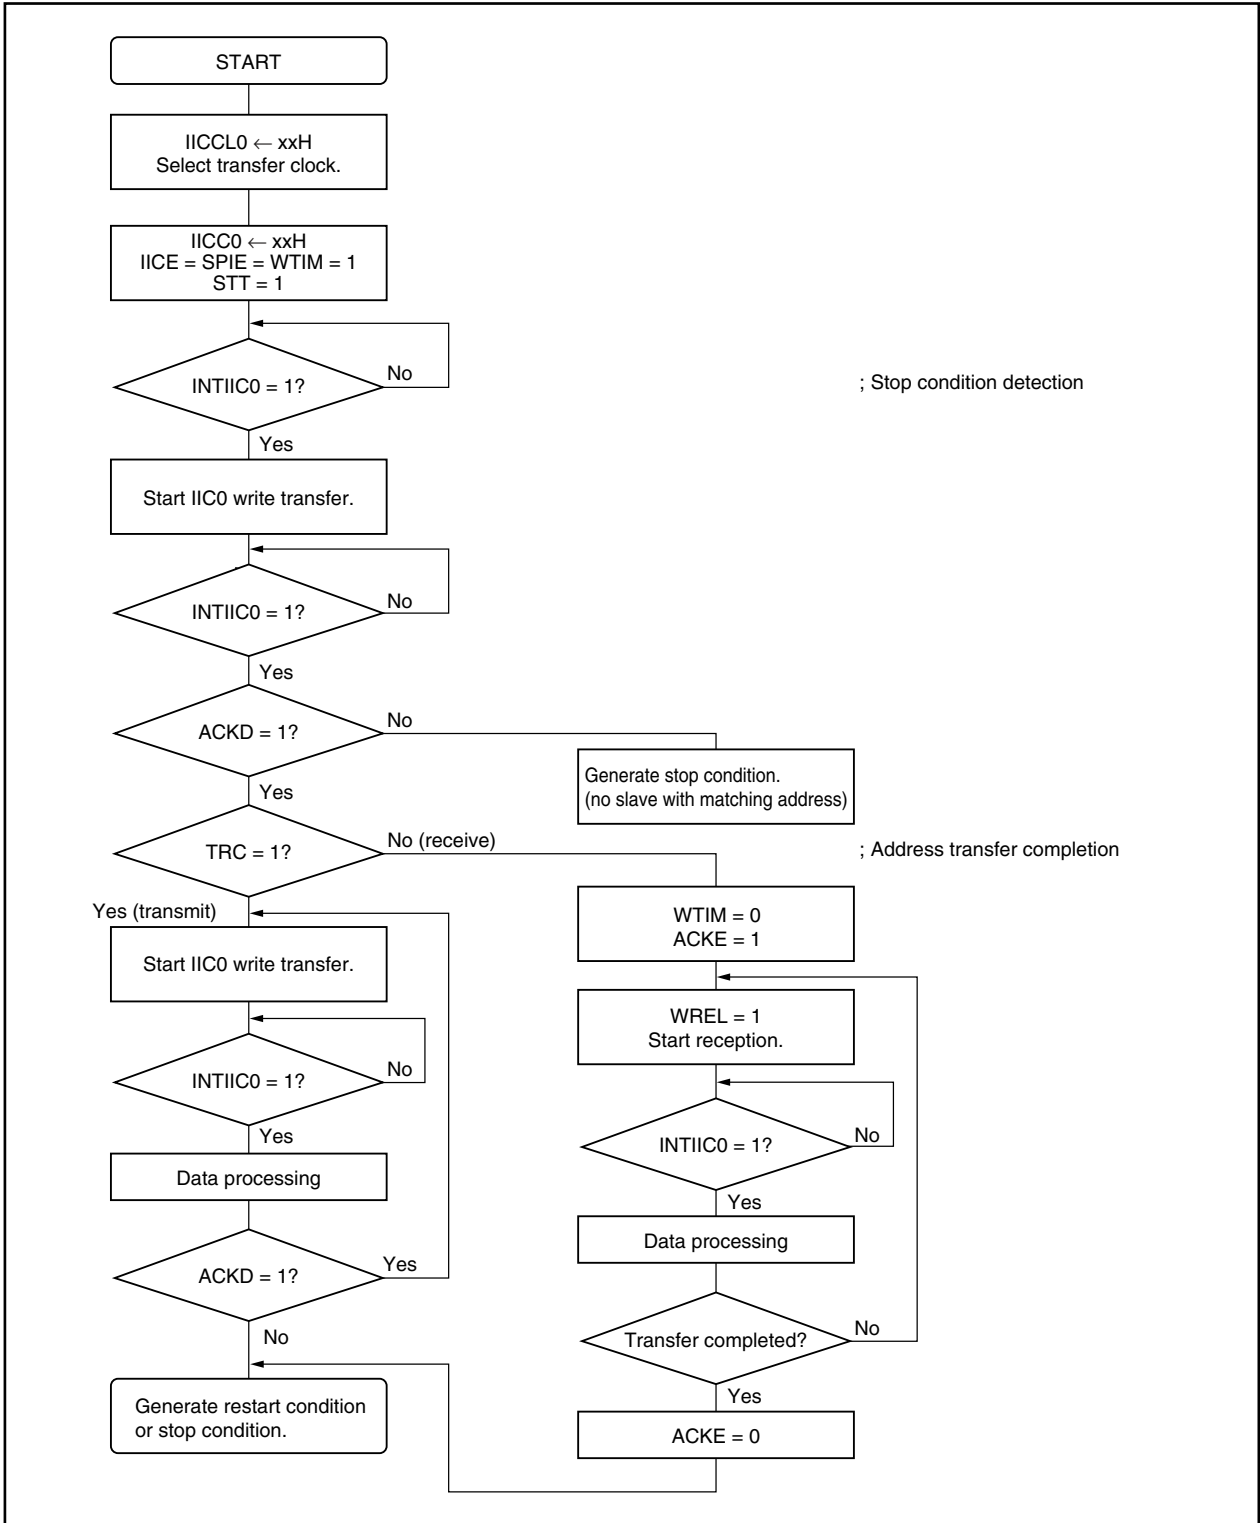 START
IICCL0 ← xxH
Select transfer clock.
IICC0 ← xxH
IICE = SPIE = WTIM = 1
STT = 1
INTIIC0 = 1?
No
; Stop condition detection
Yes
Start IIC0 write transfer.
INTIIC0 = 1?
No
Yes
ACKD = 1?
No
Generate stop condition.
(no slave with matching address)
Yes
TRC = 1?
No (receive)
; Address transfer completion
Yes (transmit)
Start IIC0 write transfer.
INTIIC0 = 1?
No
Yes
Data processing
ACKD = 1?
Yes
No
Generate restart condition
or stop condition.
WTIM = 0
ACKE = 1
WREL = 1
Start reception.
INTIIC0 = 1?
No
Yes
Data processing
Transfer completed?
No
Yes
ACKE = 0